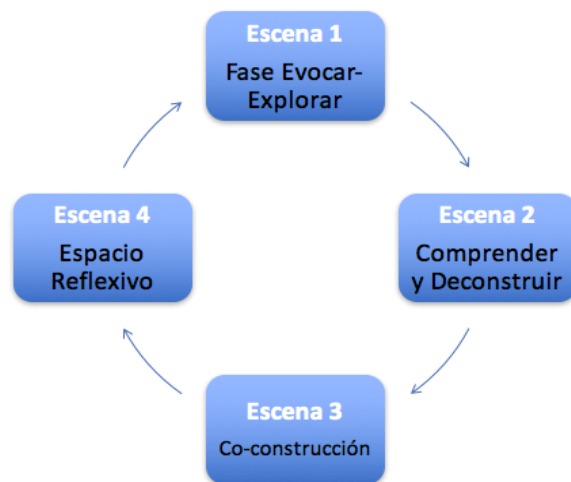 Escena 1
Fase Evocar-
Explorar
Escena 2
Comprender
y Deconstruir
Escena 3
Co-construcción
Escena 4
Espacio
Reflexivo